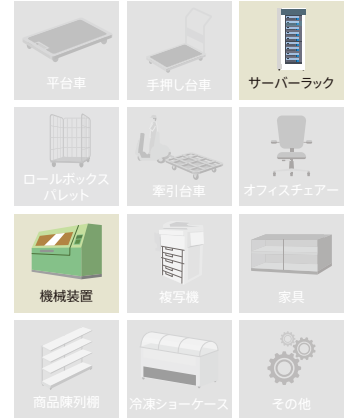 平台車
手押し台車
サーバーラック
ロールボックス
パレット
牽引台車
オフィスチェアー
機械装置
複写機
家具
商品陳列棚
冷凍ショーケース
その他